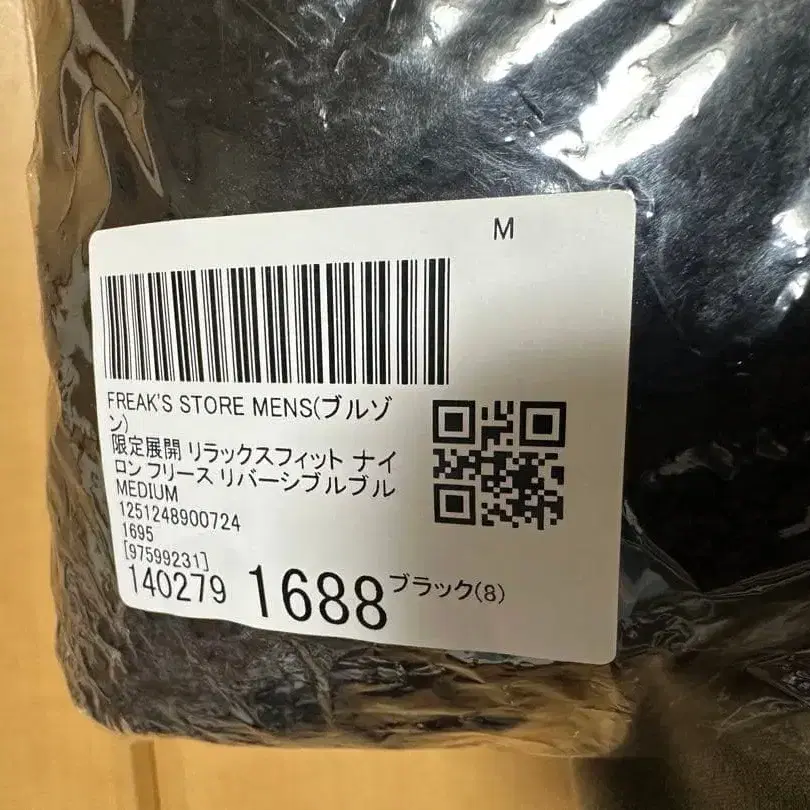 M
FREAK'S STORE MENS(ブルゾ
ン)
限定展開 リラックスフィット ナイ
ロン フリース リバーシブルブル
MEDIUM
1251248900724
1695
[97599231]
140279 1688 ブラック(8)